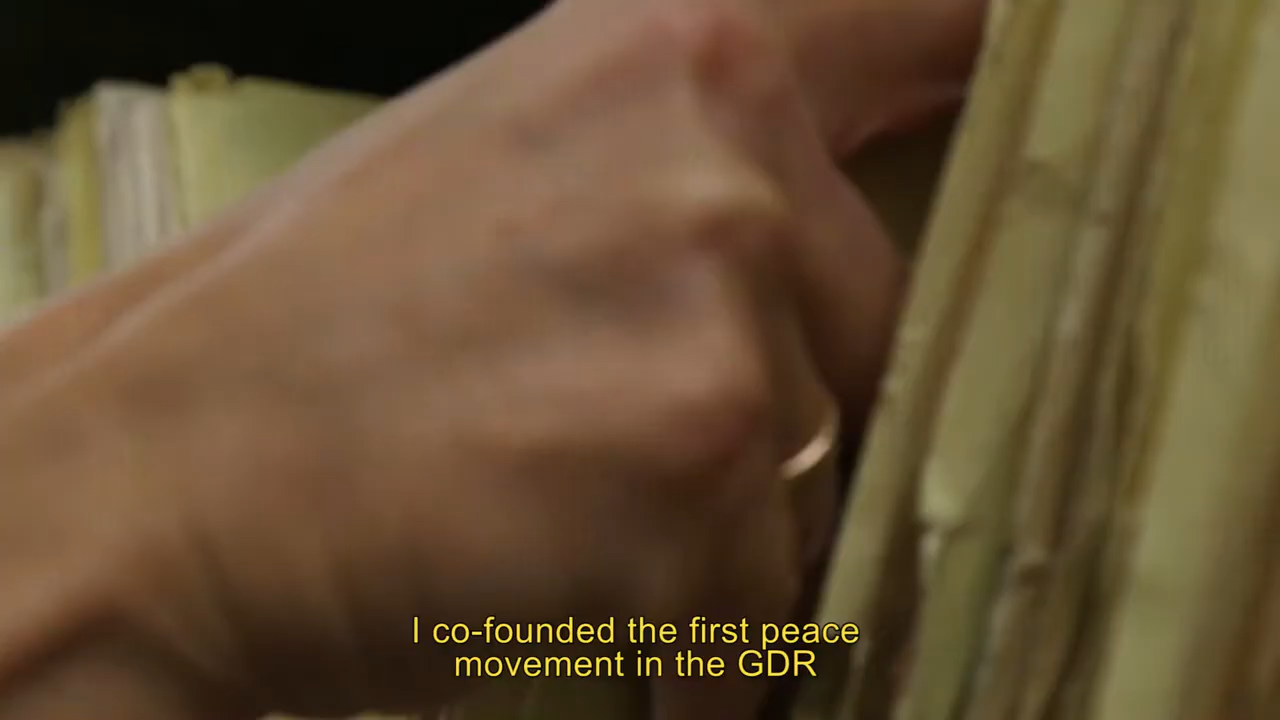 I co-founded the first peace
movement in the GDR